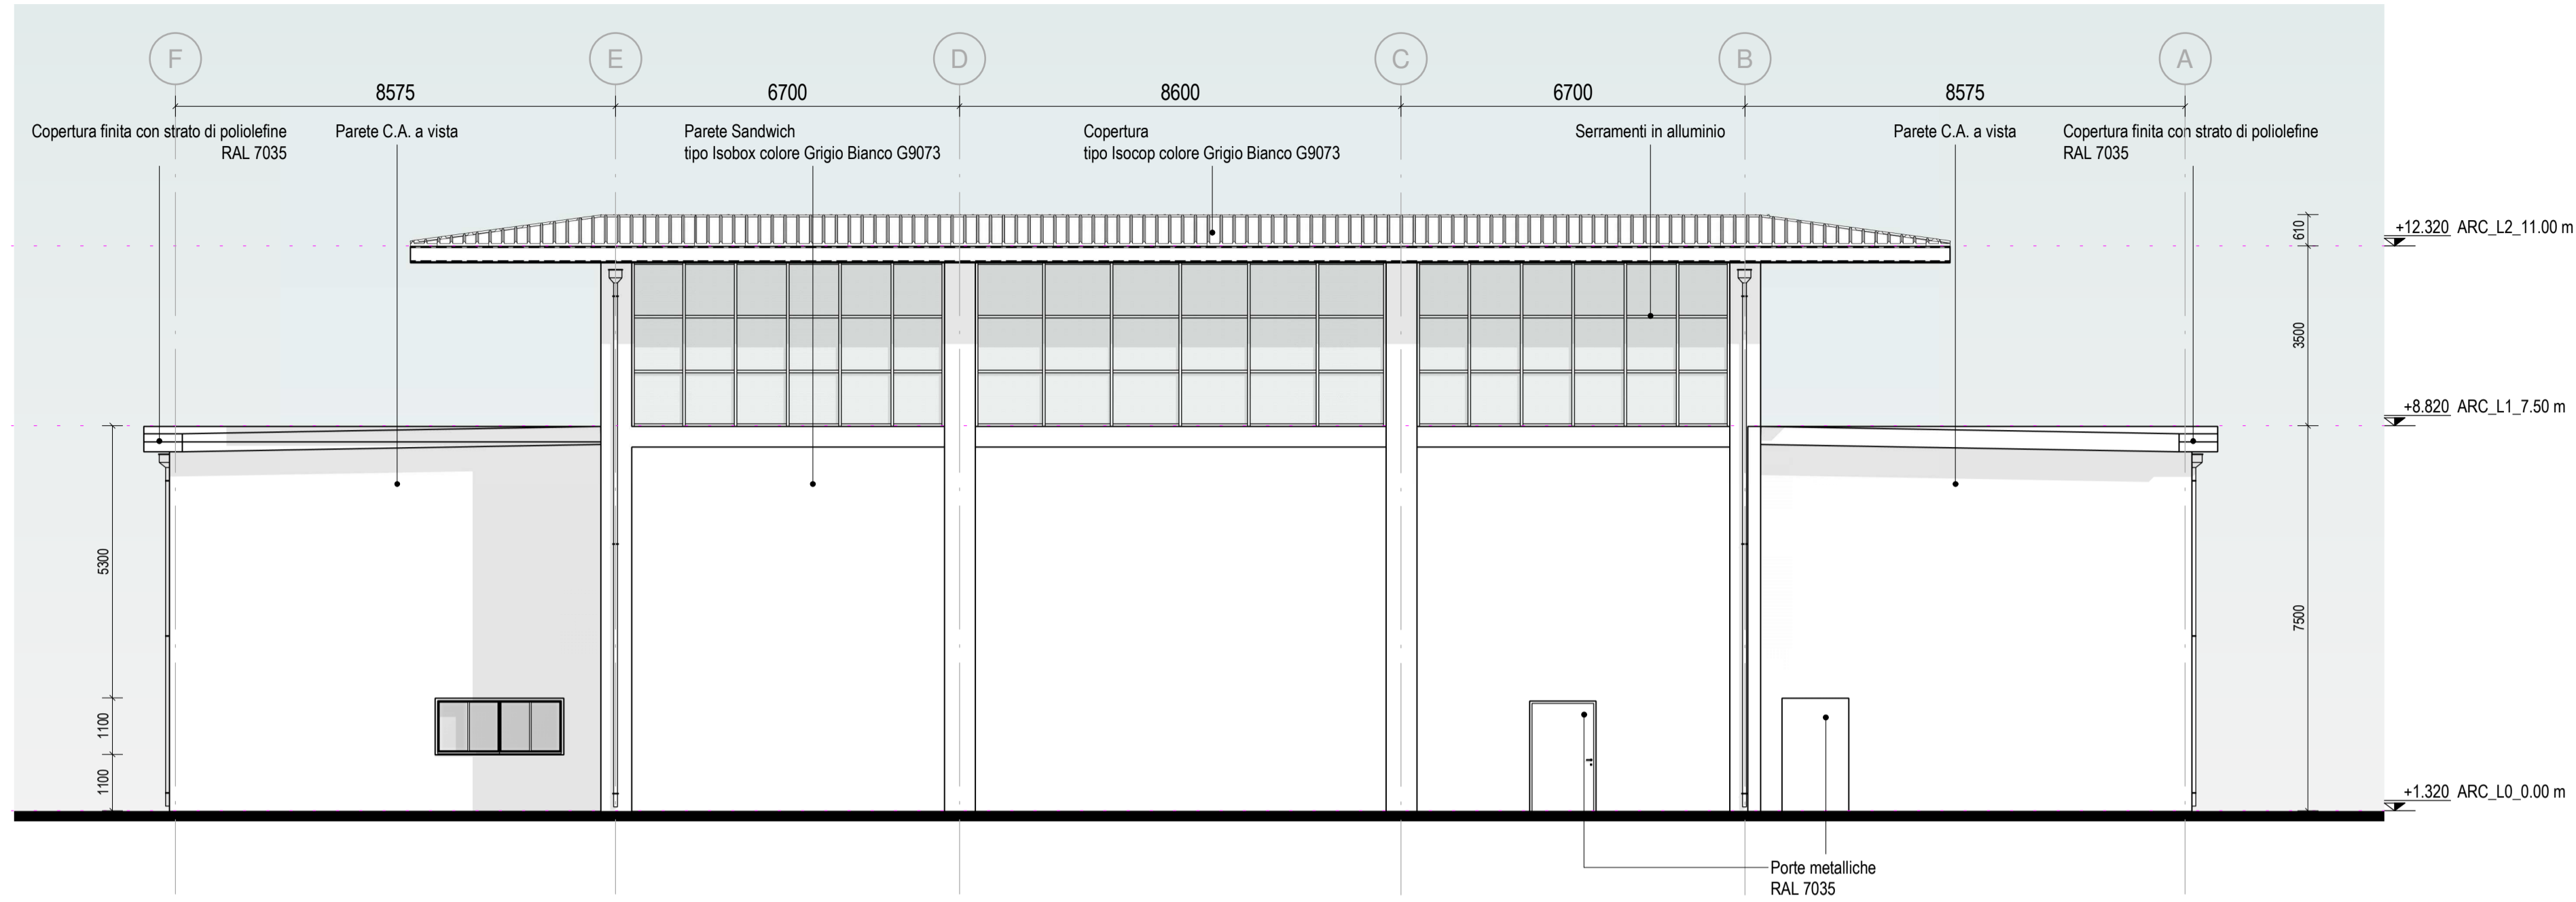 F E D C B A
8575 6700 8600 6700 8575
Copertura finita con strato di poliolefine
RAL 7035
Parete C.A. a vista
Parete Sandwich
tipo Isobox colore Grigio Bianco G9073
Copertura
tipo Isocop colore Grigio Bianco G9073
Serramenti in alluminio
Parete C.A. a vista
Copertura finita con strato di poliolefine
RAL 7035
610
+12.320 ARC_L2_11.00 m
3500
+8.820 ARC_L1_7.50 m
5300
7500
1100
1100
+1.320 ARC_L0_0.00 m
Porte metalliche
RAL 7035